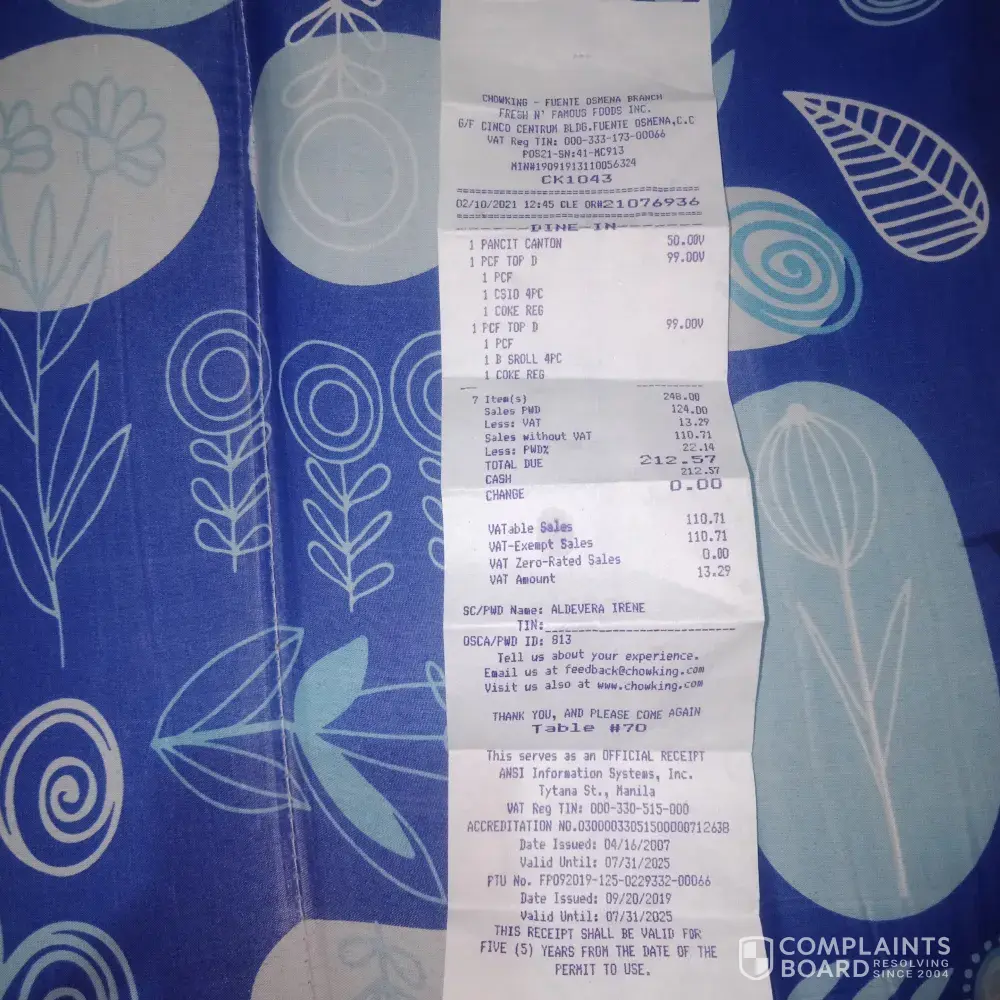 CHOWKING - FUENTE OSMENA BRANCH
FRESH N' FAMOUS FOODS INC.
G/F CINCO CENTRUM BLDG.FUENTE OSMENA,C.C
VAT Reg TIN: 000-333-173-00066
POS21-SN:41-MC913
MIN#19091913110056324
CK1043
02/10/2021 12:45 CLE OR#21076936
DINE-IN
1 PANCIT CANTON 50.00V
1 PCF TOP D 99.00V
1 PCF
1 CSIO 4PC
1 COKE REG
1 PCF TOP D 99.00V
1 PCF
1 B SROLL 4PC
1 COKE REG
7 Item(s) 248.00
Sales PWD 124.00
Less: VAT 13.29
Sales without VAT 110.71
Less: PWD% 22.14
TOTAL DUE 212.57
CASH 212.57
CHANGE 0.00
VATable Sales 110.71
VAT-Exempt Sales 110.71
VAT Zero-Rated Sales 0.00
VAT Amount 13.29
SC/PWD Name: ALDEVERA IRENE
TIN:
OSCA/PWD ID: 813
Tell us about your experience.
Email us at feedback@chowking.com
Visit us also at www.chowking.com
THANK YOU, AND PLEASE COME AGAIN
Table #70
This serves as an OFFICIAL RECEIPT
ANSI Information Systems, Inc.
Tytana St., Manila
VAT Reg TIN: 000-330-515-000
ACCREDITATION NO.03000033051500000712638
Date Issued: 04/16/2007
Valid Until: 07/31/2025
PTU No. FP092019-125-0229332-00066
Date Issued: 09/20/2019
Valid Until: 07/31/2025
THIS RECEIPT SHALL BE VALID FOR
FIVE (5) YEARS FROM THE DATE OF THE
PERMIT TO USE.
COMPLAINTS
BOARD RESOLVING
SINCE 2004